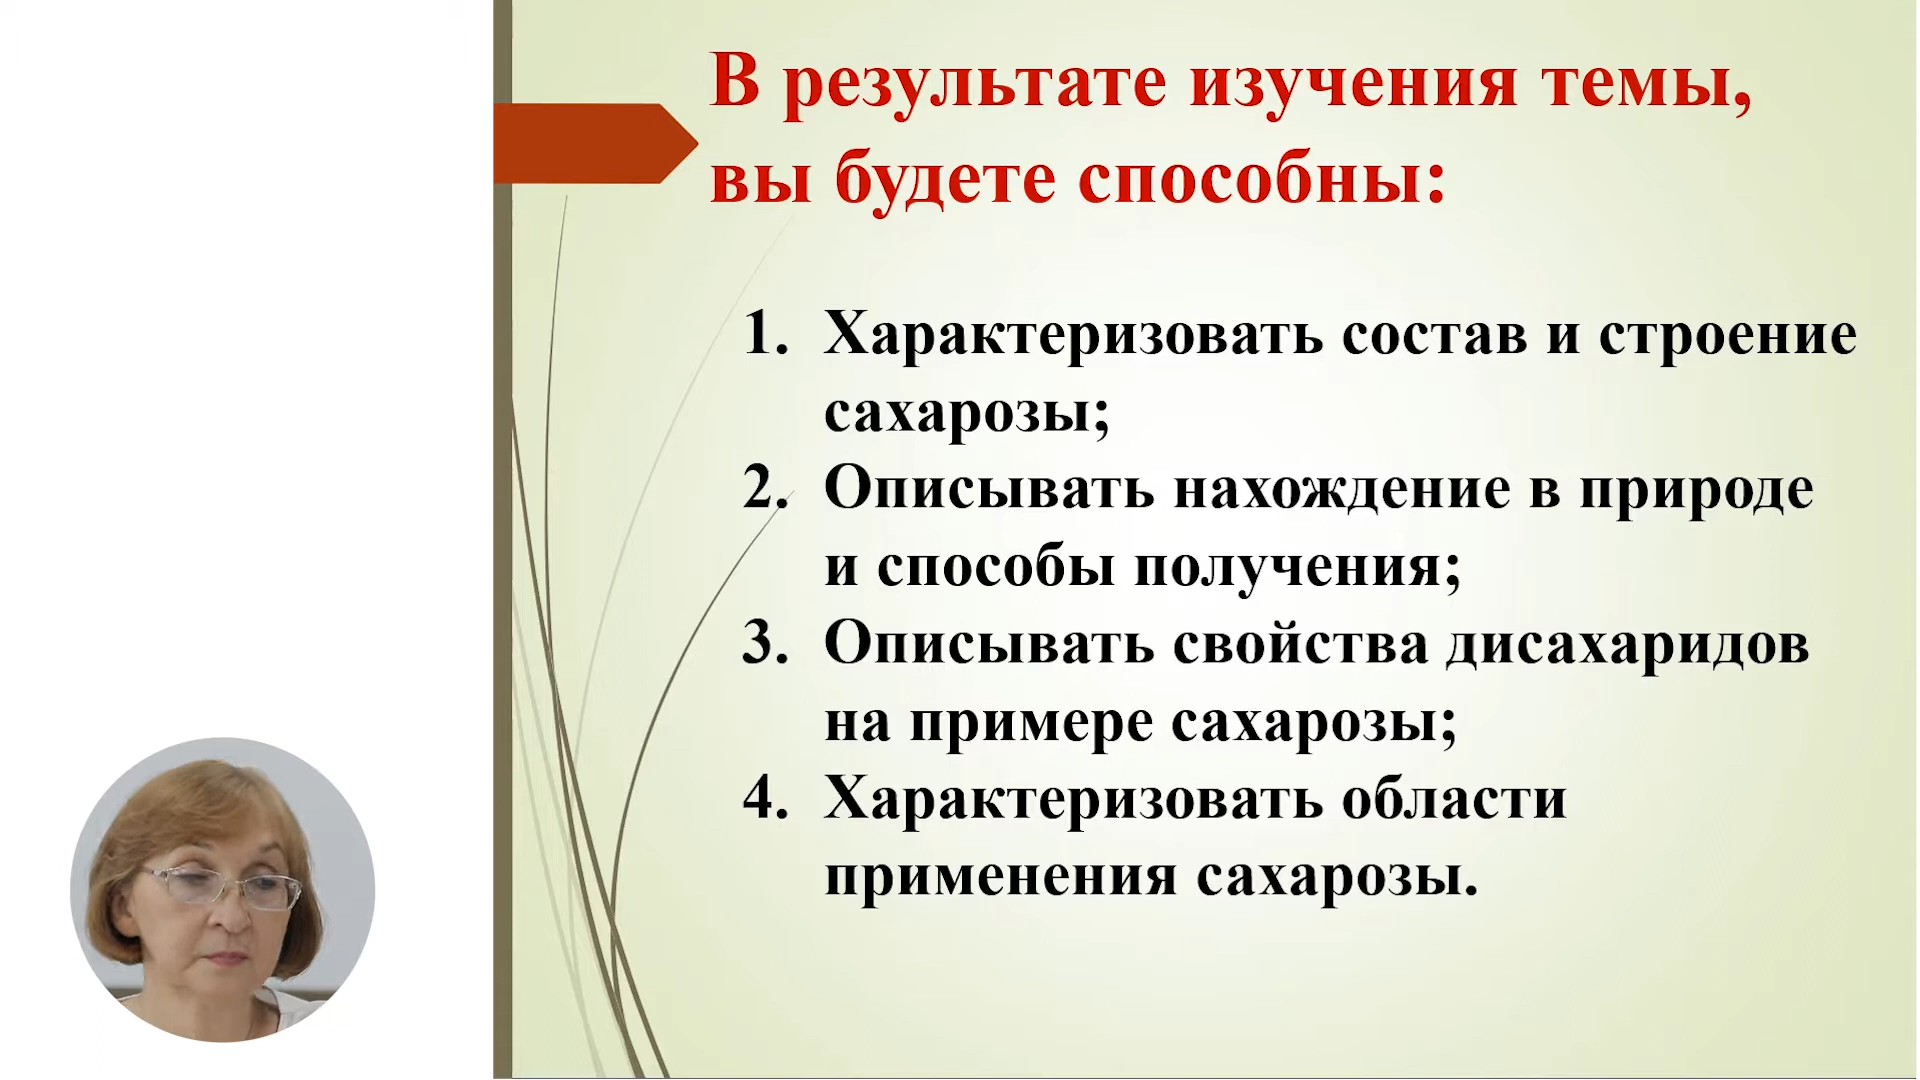 В результате изучения темы,
вы будете способны:
1. Характеризовать состав и строение
сахарозы;
2. Описывать нахождение в природе
и способы получения;
3. Описывать свойства дисахаридов
на примере сахарозы;
4. Характеризовать области
применения сахарозы.